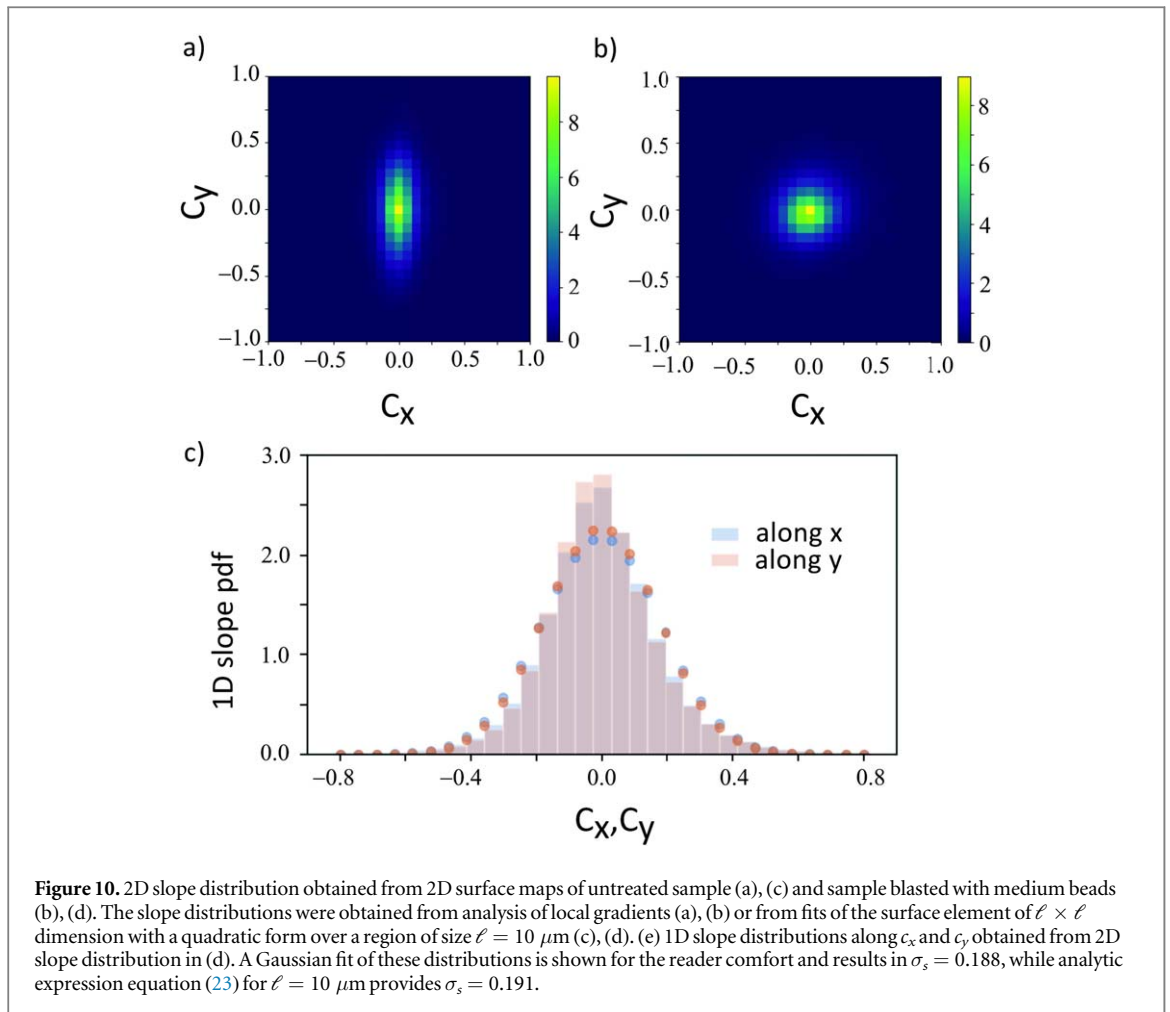 a)
b)
1.0
0.5
0.0
−0.5
−1.0
Cy
−1.0 −0.5 0.0 0.5 1.0
Cx
8
6
4
2
0
1.0
0.5
0.0
−0.5
−1.0
Cy
−1.0 −0.5 0.0 0.5 1.0
Cx
8
6
4
2
0
c)
3.0
2.0
1.0
0.0
1D slope pdf
along x
along y
−0.8 −0.4 0.0 0.4 0.8
Cx,Cy
Figure 10. 2D slope distribution obtained from 2D surface maps of untreated sample (a), (c) and sample blasted with medium beads
(b), (d). The slope distributions were obtained from analysis of local gradients (a), (b) or from fits of the surface element of ℓ × ℓ
dimension with a quadratic form over a region of size ℓ = 10 μm (c), (d). (e) 1D slope distributions along cx and cy obtained from 2D
slope distribution in (d). A Gaussian fit of these distributions is shown for the reader comfort and results in σs = 0.188, while analytic
expression equation (23) for ℓ = 10 μm provides σs = 0.191.